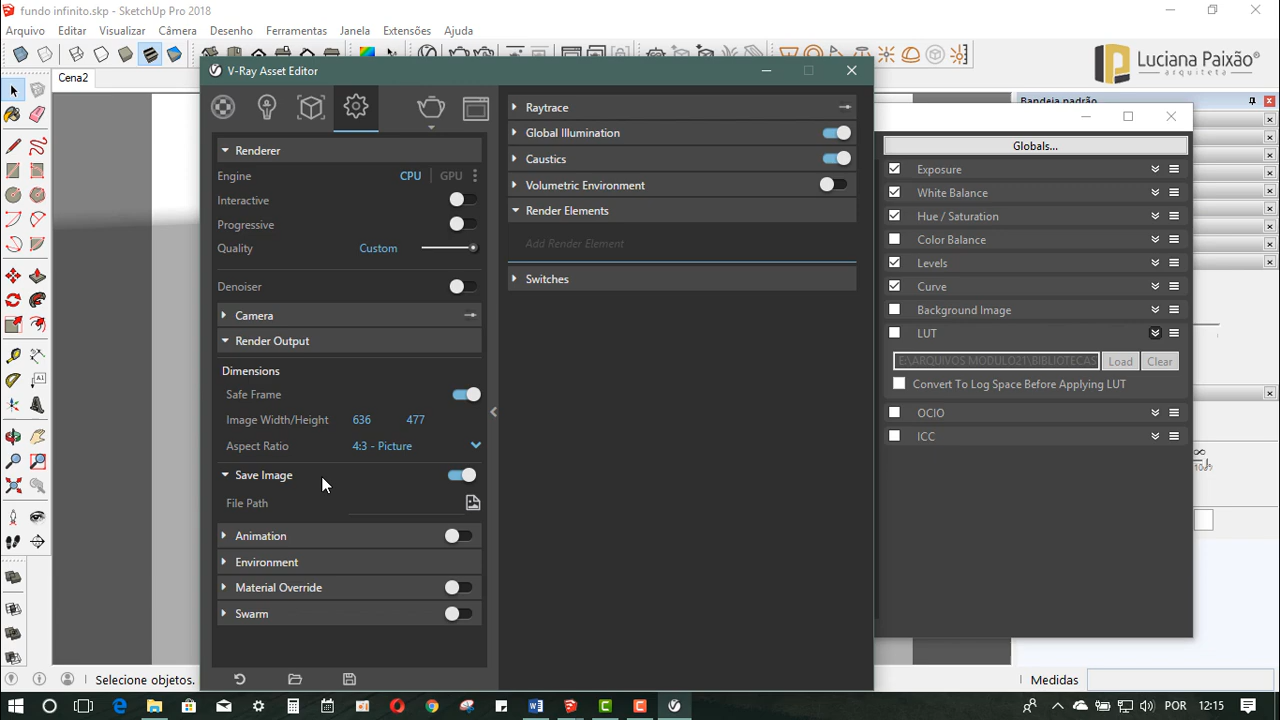 fundo infinito.skp - SketchUp Pro 2018
Arquivo Editar Visualizar Câmera Desenho Ferramentas Janela Extensões Ajuda
Luciana Paixão
arquiteta
Cena2
V-Ray Asset Editor
Bandeja padrão
Renderer
Engine CPU GPU
Interactive
Progressive
Quality Custom
Denoiser
Camera
Render Output
Dimensions
Safe Frame
Image Width/Height 636 477
Aspect Ratio 4:3 - Picture
Save Image
File Path
Animation
Environment
Material Override
Swarm
Raytrace
Global Illumination
Caustics
Volumetric Environment
Render Elements
Add Render Element
Switches
Globals...
Exposure
White Balance
Hue / Saturation
Color Balance
Levels
Curve
Background Image
LUT
E:\ARQUIVOS MODULO21\BIBLIOTECAS
Load Clear
Convert To Log Space Before Applying LUT
OCIO
ICC
Selecione objetos.
Medidas
POR 12:15